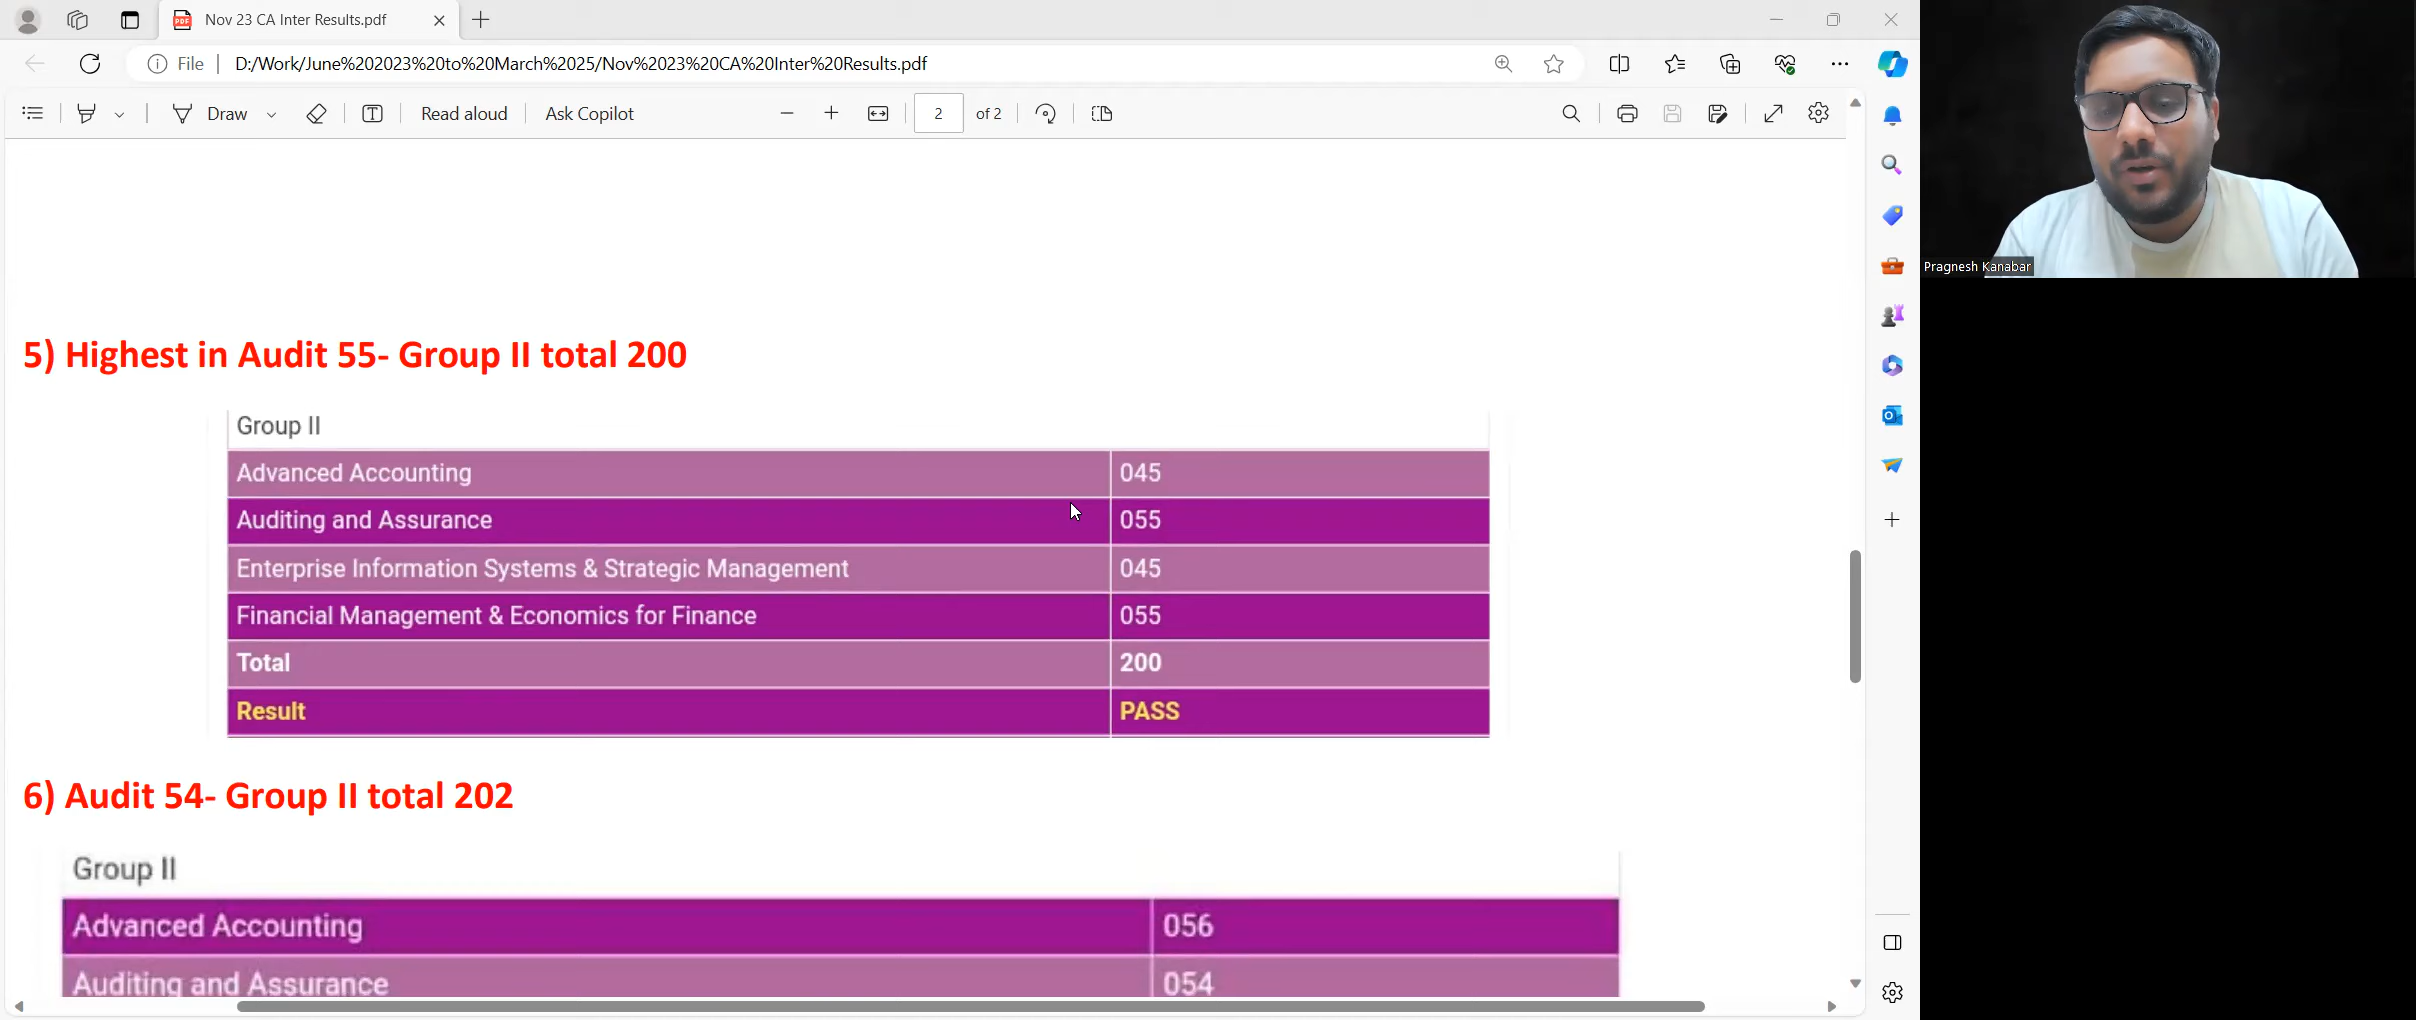 Nov 23 CA Inter Results.pdf
File
D:/Work/June%202023%20to%20March%2025/Nov%2023%20CA%20Inter%20Results.pdf
Draw
Read aloud
Ask Copilot
2
of 2
Pragnesh Kanabar
5) Highest in Audit 55- Group II total 200
Group II
Advanced Accounting 045
Auditing and Assurance 055
Enterprise Information Systems & Strategic Management 045
Financial Management & Economics for Finance 055
Total 200
Result PASS
6) Audit 54- Group II total 202
Group II
Advanced Accounting 056
Auditing and Assurance 054